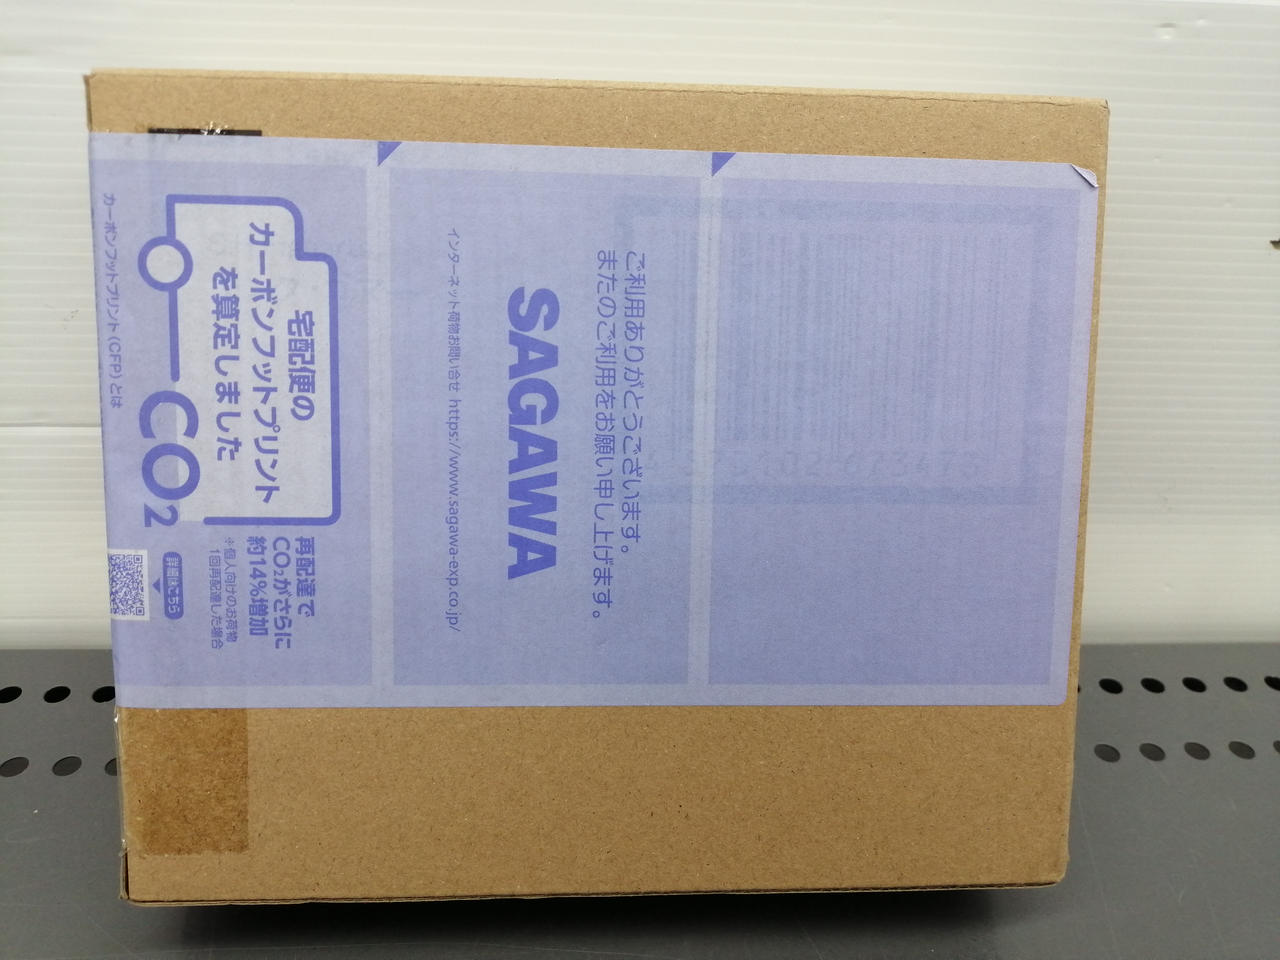 ご利用ありがとうございます。
またのご利用をお願い申し上げます。
SAGAWA
インターネット荷物お問い合せ https://www.sagawa-exp.co.jp/
宅配便の
カーボンフットプリント
を算定しました
CO2
再配達で
CO₂がさらに
約14%増加
※個人向けのお荷物
1回再配達した場合
詳細はこちら
カーボンフットプリント(CFP)とは